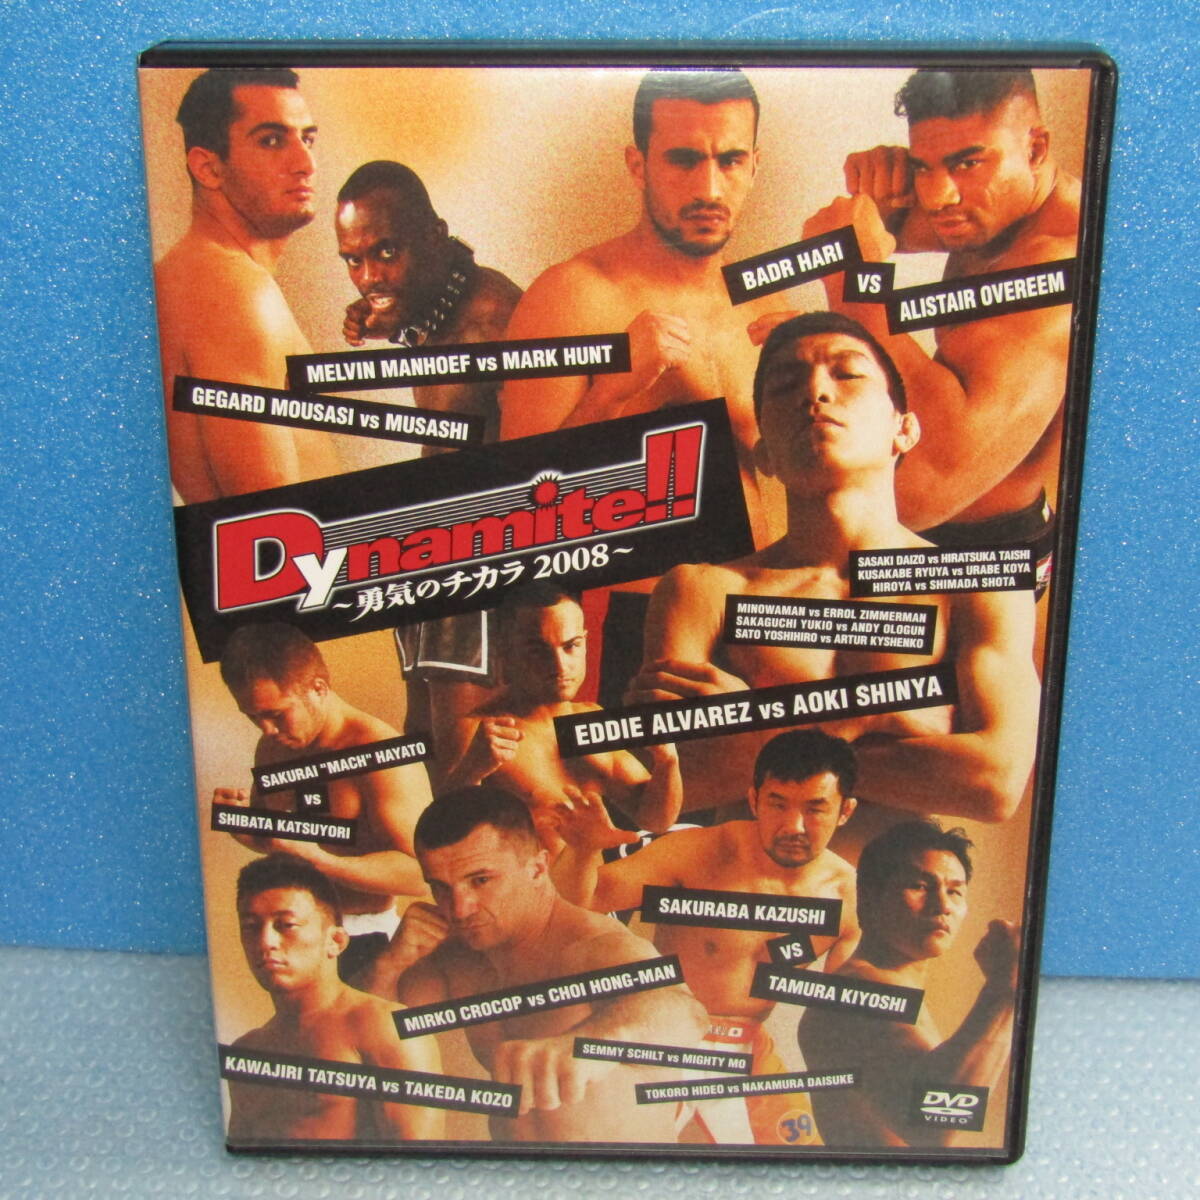 BADR HARI
VS
ALISTAIR OVEREEM
MELVIN MANHOEF vs MARK HUNT
GEGARD MOUSASI vs MUSASHI
Dynamite!!
～勇気のチカラ 2008～
SASAKI DAIZO vs HIRATSUKA TAISHI
KUSAKABE RYUYA vs URABE KOYA
HIROYA vs SHIMADA SHOTA
MINOWAMAN vs ERROL ZIMMERMAN
SAKAGUCHI YUKIO vs ANDY OLOGUN
SATO YOSHIHIRO vs ARTUR KYSHENKO
EDDIE ALVAREZ vs AOKI SHINYA
SAKURAI "MACH" HAYATO
VS
SHIBATA KATSUYORI
SAKURABA KAZUSHI
VS
TAMURA KIYOSHI
MIRKO CROCOP vs CHOI HONG-MAN
KAWAJIRI TATSUYA vs TAKEDA KOZO
SEMMY SCHILT vs MIGHTY MO
TOKORO HIDEO vs NAKAMURA DAISUKE
39
DVD
VIDEO